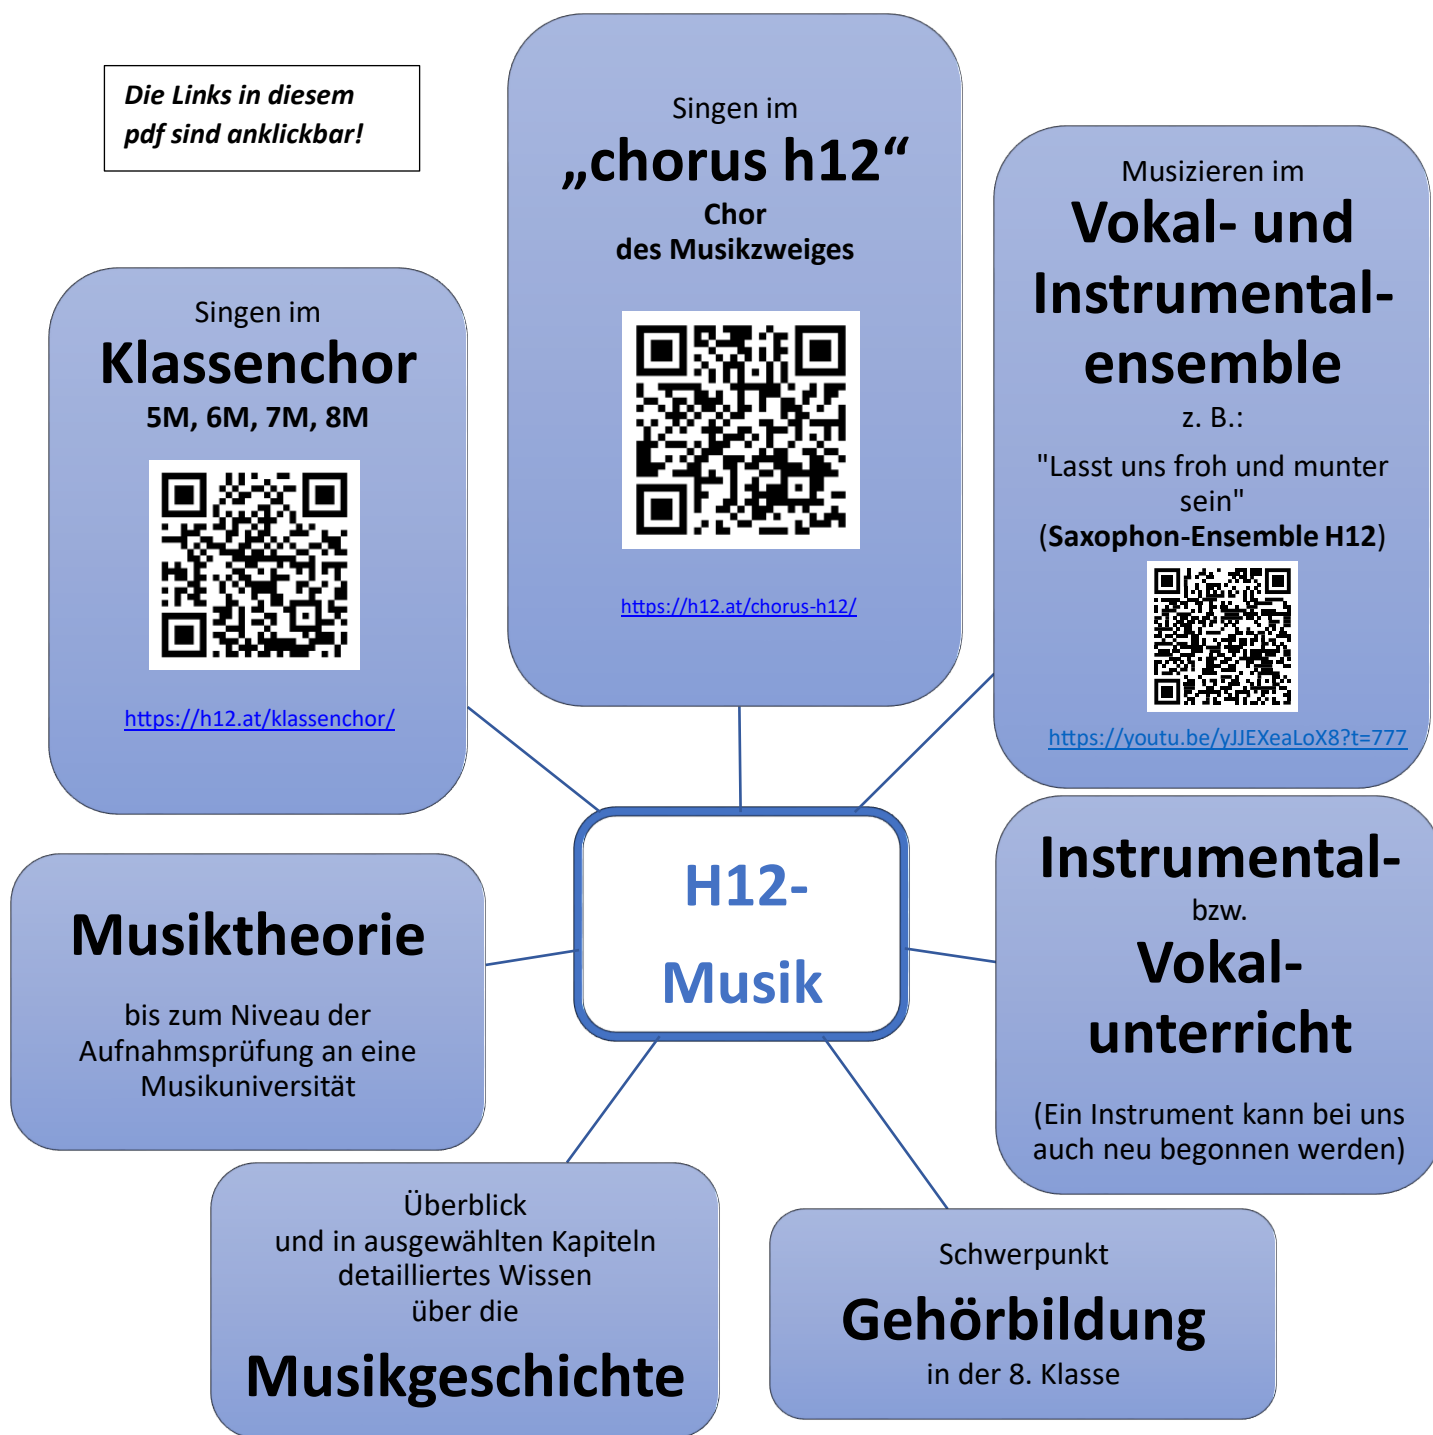 Die Links in diesem
pdf sind anklickbar!
Singen im
„chorus h12“
Chor
des Musikzweiges
https://h12.at/chorus-h12/
Musizieren im
Vokal- und
Instrumental-
ensemble
z. B.:
"Lasst uns froh und munter
sein"
(Saxophon-Ensemble H12)
https://youtu.be/yJJEXeaLoX8?t=777
Singen im
Klassenchor
5M, 6M, 7M, 8M
https://h12.at/klassenchor/
H12-
Musik
Musiktheorie
bis zum Niveau der
Aufnahmsprüfung an eine
Musikuniversität
Instrumental-
bzw.
Vokal-
unterricht
(Ein Instrument kann bei uns
auch neu begonnen werden)
Überblick
und in ausgewählten Kapiteln
detailliertes Wissen
über die
Musikgeschichte
Schwerpunkt
Gehörbildung
in der 8. Klasse